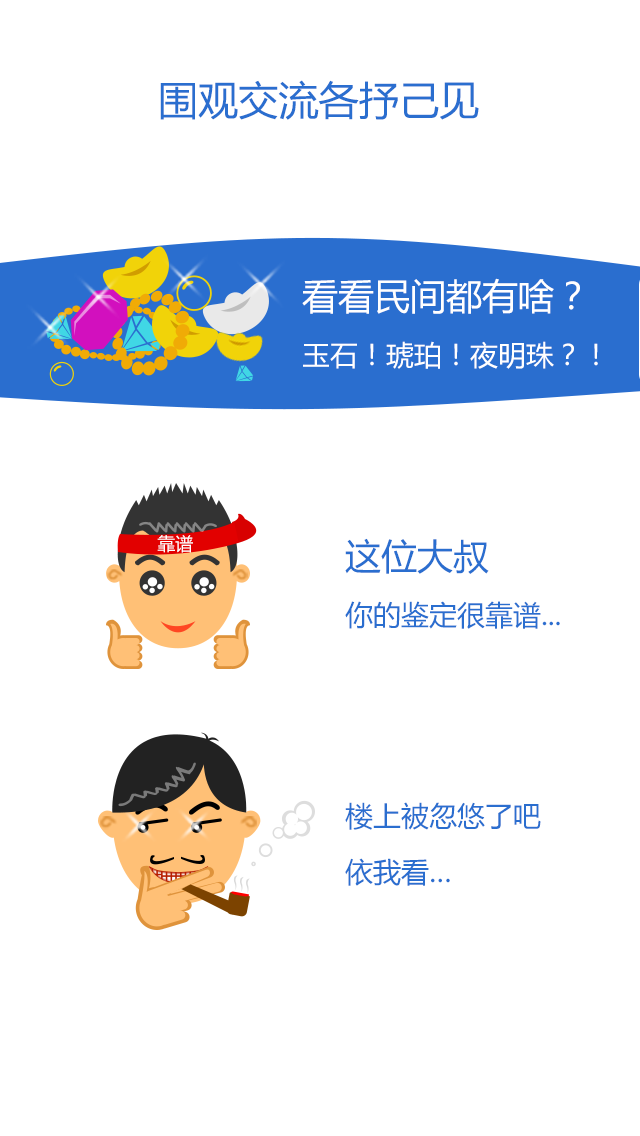 围观交流各抒己见
看看民间都有啥？
玉石！琥珀！夜明珠？！
靠谱
这位大叔
你的鉴定很靠谱...
楼上被忽悠了吧
依我看...